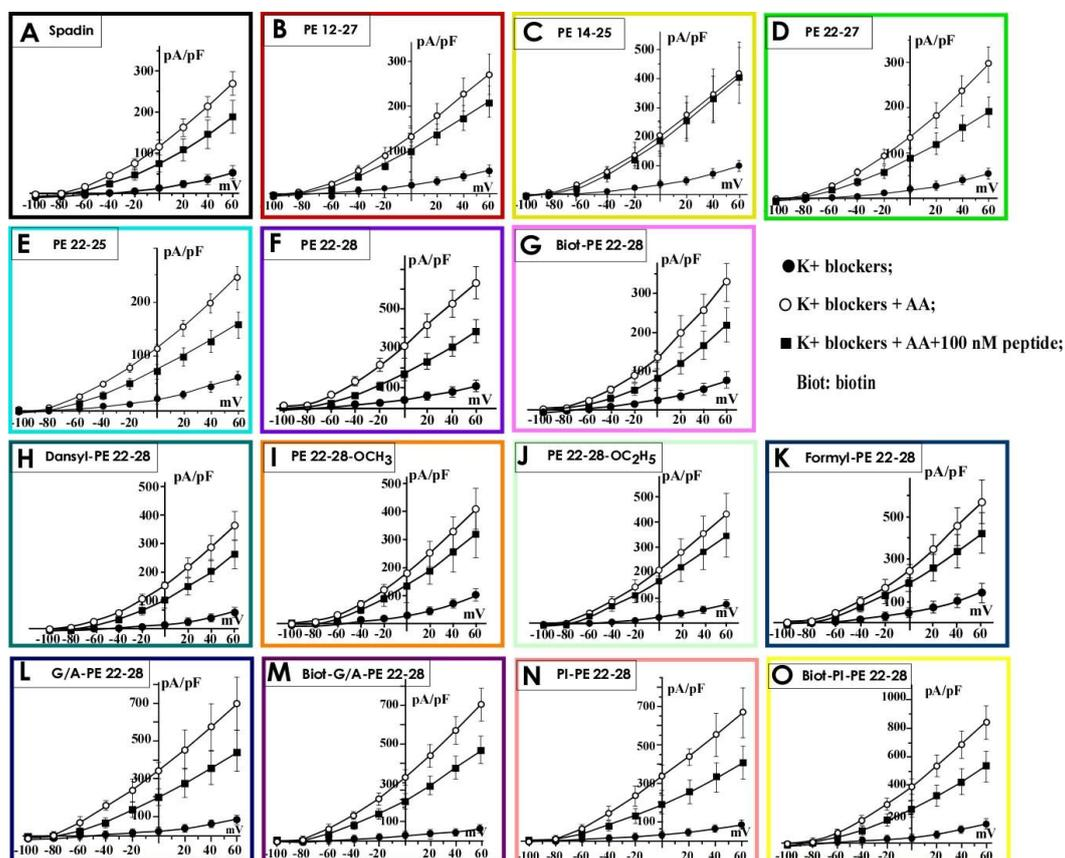 A Spadin
pA/pF
300
200
100
mV
-100 -80 -60 -40 -20 20 40 60
B PE 12-27
pA/pF
300
200
100
mV
-100 -80 -60 -40 -20 20 40 60
C PE 14-25
pA/pF
500
400
300
200
100
mV
-100 -80 -60 -40 -20 20 40 60
D PE 22-27
pA/pF
300
200
100
mV
-100 -80 -60 -40 -20 20 40 60
E PE 22-25
pA/pF
200
100
mV
-100 -80 -60 -40 -20 20 40 60
F PE 22-28
pA/pF
500
300
100
mV
-100 -80 -60 -40 -20 20 40 60
G Biot-PE 22-28
pA/pF
300
200
100
mV
-100 -80 -60 -40 -20 20 40 60
K+ blockers;
K+ blockers + AA;
K+ blockers + AA+100 nM peptide;
Biot: biotin
H Dansyl-PE 22-28
pA/pF
500
400
300
200
100
mV
-100 -80 -60 -40 -20 20 40 60
I PE 22-28-OCH3
pA/pF
500
400
300
200
100
mV
-100 -80 -60 -40 -20 20 40 60
J PE 22-28-OC2H5
pA/pF
500
400
300
200
100
mV
-100 -80 -60 -40 -20 20 40 60
K Formyl-PE 22-28
pA/pF
500
300
100
mV
-100 -80 -60 -40 -20 20 40 60
L G/A-PE 22-28
pA/pF
700
500
300
100
mV
-100 -80 -60 -40 -20 20 40 60
M Biot-G/A-PE 22-28
pA/pF
700
500
300
100
mV
-100 -80 -60 -40 -20 20 40 60
N PI-PE 22-28
pA/pF
700
500
300
100
mV
-100 -80 -60 -40 -20 20 40 60
O Biot-PI-PE 22-28
pA/pF
1000
800
600
400
200
mV
-100 -80 -60 -40 -20 20 40 60